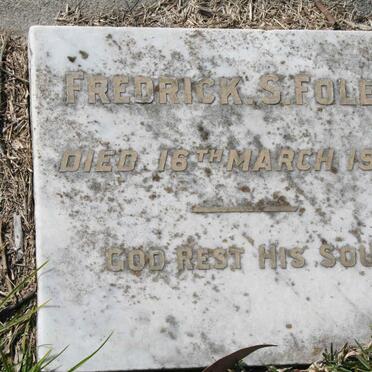 FREDRICK. S. FOLE
DIED 16TH MARCH 19
GOD REST HIS SOU